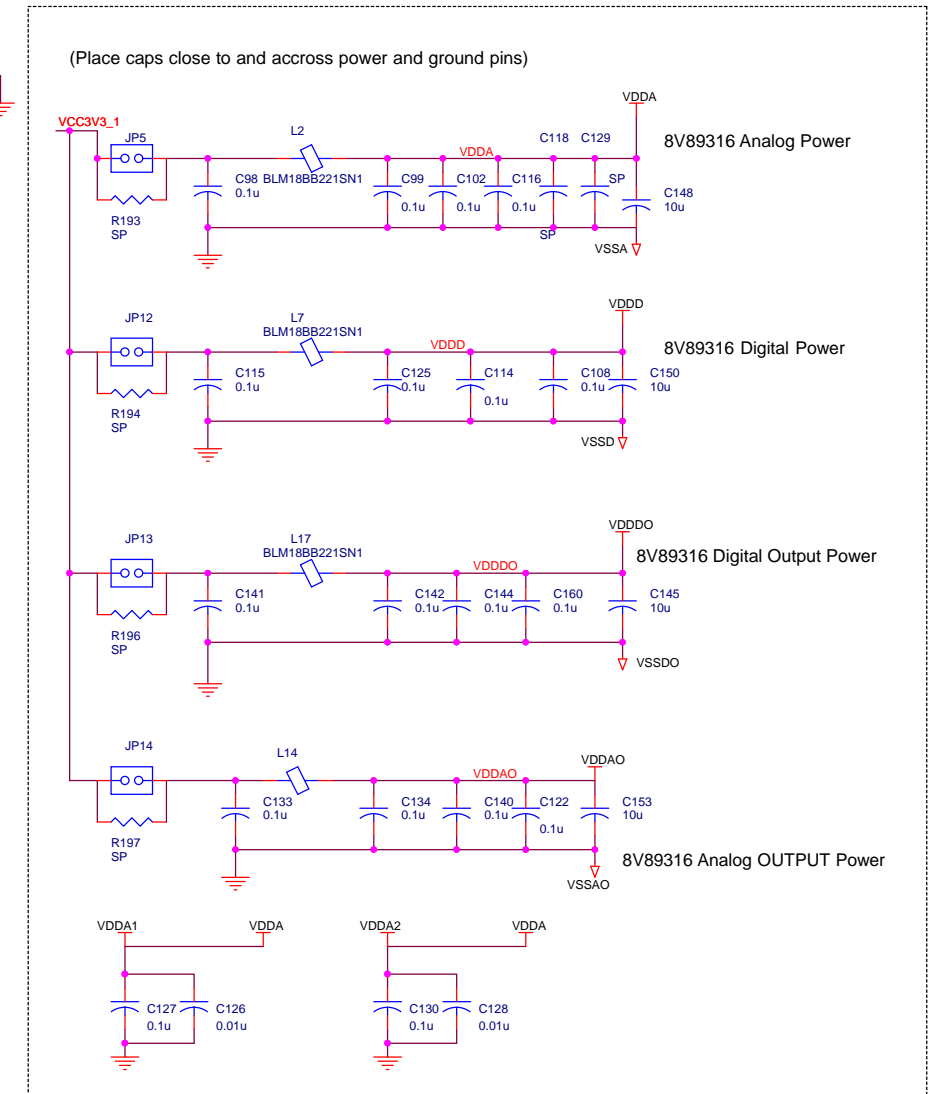 (Place caps close to and accross power and ground pins)
VDDA
VCC3V3_1
JP5
L2
VDDA
C118
C129
8V89316 Analog Power
BLM18BB221SN1
C98
0.1u
C99
0.1u
C102
0.1u
C116
0.1u
SP
SP
C148
10u
R193
SP
VSSA
VDDD
JP12
L7
BLM18BB221SN1
VDDD
8V89316 Digital Power
C115
0.1u
C125
0.1u
C114
0.1u
C108
0.1u
C150
10u
R194
SP
VSSD
VDDDO
JP13
L17
BLM18BB221SN1
VDDDO
8V89316 Digital Output Power
C141
0.1u
C142
0.1u
C144
0.1u
C160
0.1u
C145
10u
R196
SP
VSSDO
JP14
L14
VDDAO
VDDAO
C133
0.1u
C134
0.1u
C140
0.1u
C122
0.1u
C153
10u
R197
SP
8V89316 Analog OUTPUT Power
VSSAO
VDDA1
VDDA
VDDA2
VDDA
C127
0.1u
C126
0.01u
C130
0.1u
C128
0.01u